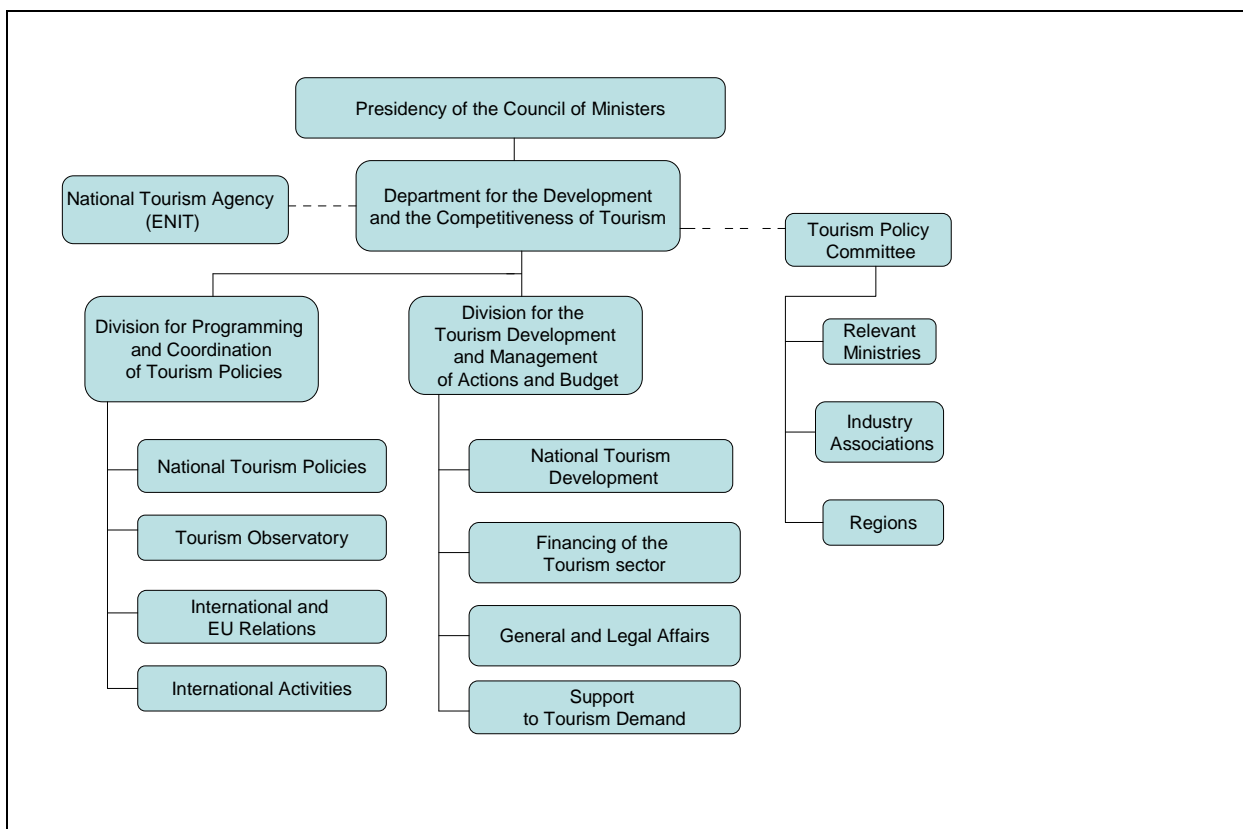 Presidency of the Council of Ministers
National Tourism Agency
(ENIT)
Department for the Development
and the Competitiveness of Tourism
Tourism Policy
Committee
Division for Programming
and Coordination
of Tourism Policies
Division for the
Tourism Development
and Management
of Actions and Budget
Relevant
Ministries
Industry
Associations
Regions
National Tourism Policies
Tourism Observatory
International and
EU Relations
International Activities
National Tourism
Development
Financing of the
Tourism sector
General and Legal Affairs
Support
to Tourism Demand